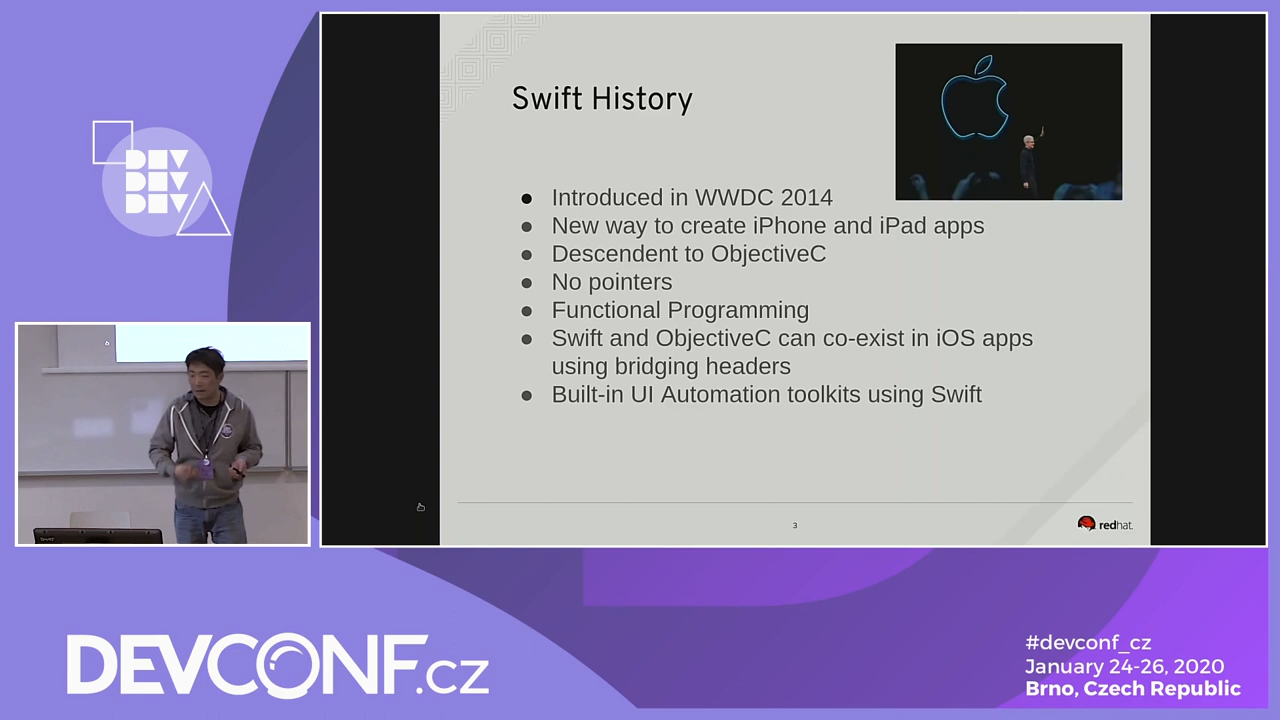 Swift History
● Introduced in WWDC 2014
● New way to create iPhone and iPad apps
● Descendent to ObjectiveC
● No pointers
● Functional Programming
● Swift and ObjectiveC can co-exist in iOS apps
using bridging headers
● Built-in UI Automation toolkits using Swift
3
redhat.
DEV
DEV
DEV
DEVCONF.cz
#devconf_cz
January 24-26, 2020
Brno, Czech Republic